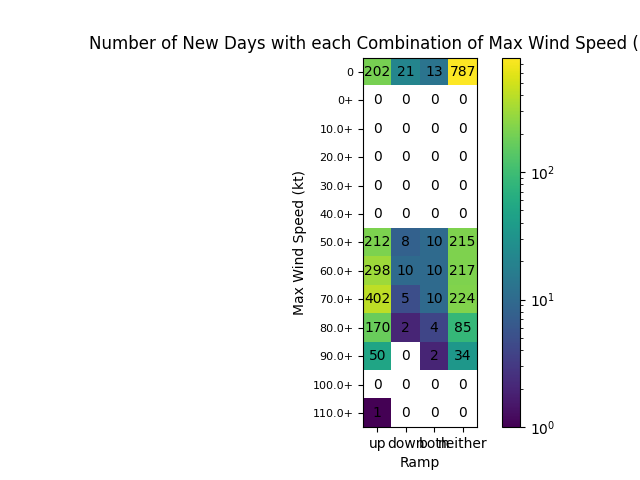 Number of New Days with each Combination of Max Wind Speed (
0 202 21 13 787
0+ 0 0 0 0
10.0+ 0 0 0 0
20.0+ 0 0 0 0
30.0+ 0 0 0 0
40.0+ 0 0 0 0
50.0+ 212 8 10 215
60.0+ 298 10 10 217
70.0+ 402 5 10 224
80.0+ 170 2 4 85
90.0+ 50 0 2 34
100.0+ 0 0 0 0
110.0+ 1 0 0 0
up down both neither
Ramp
Max Wind Speed (kt)
10²
10¹
10⁰